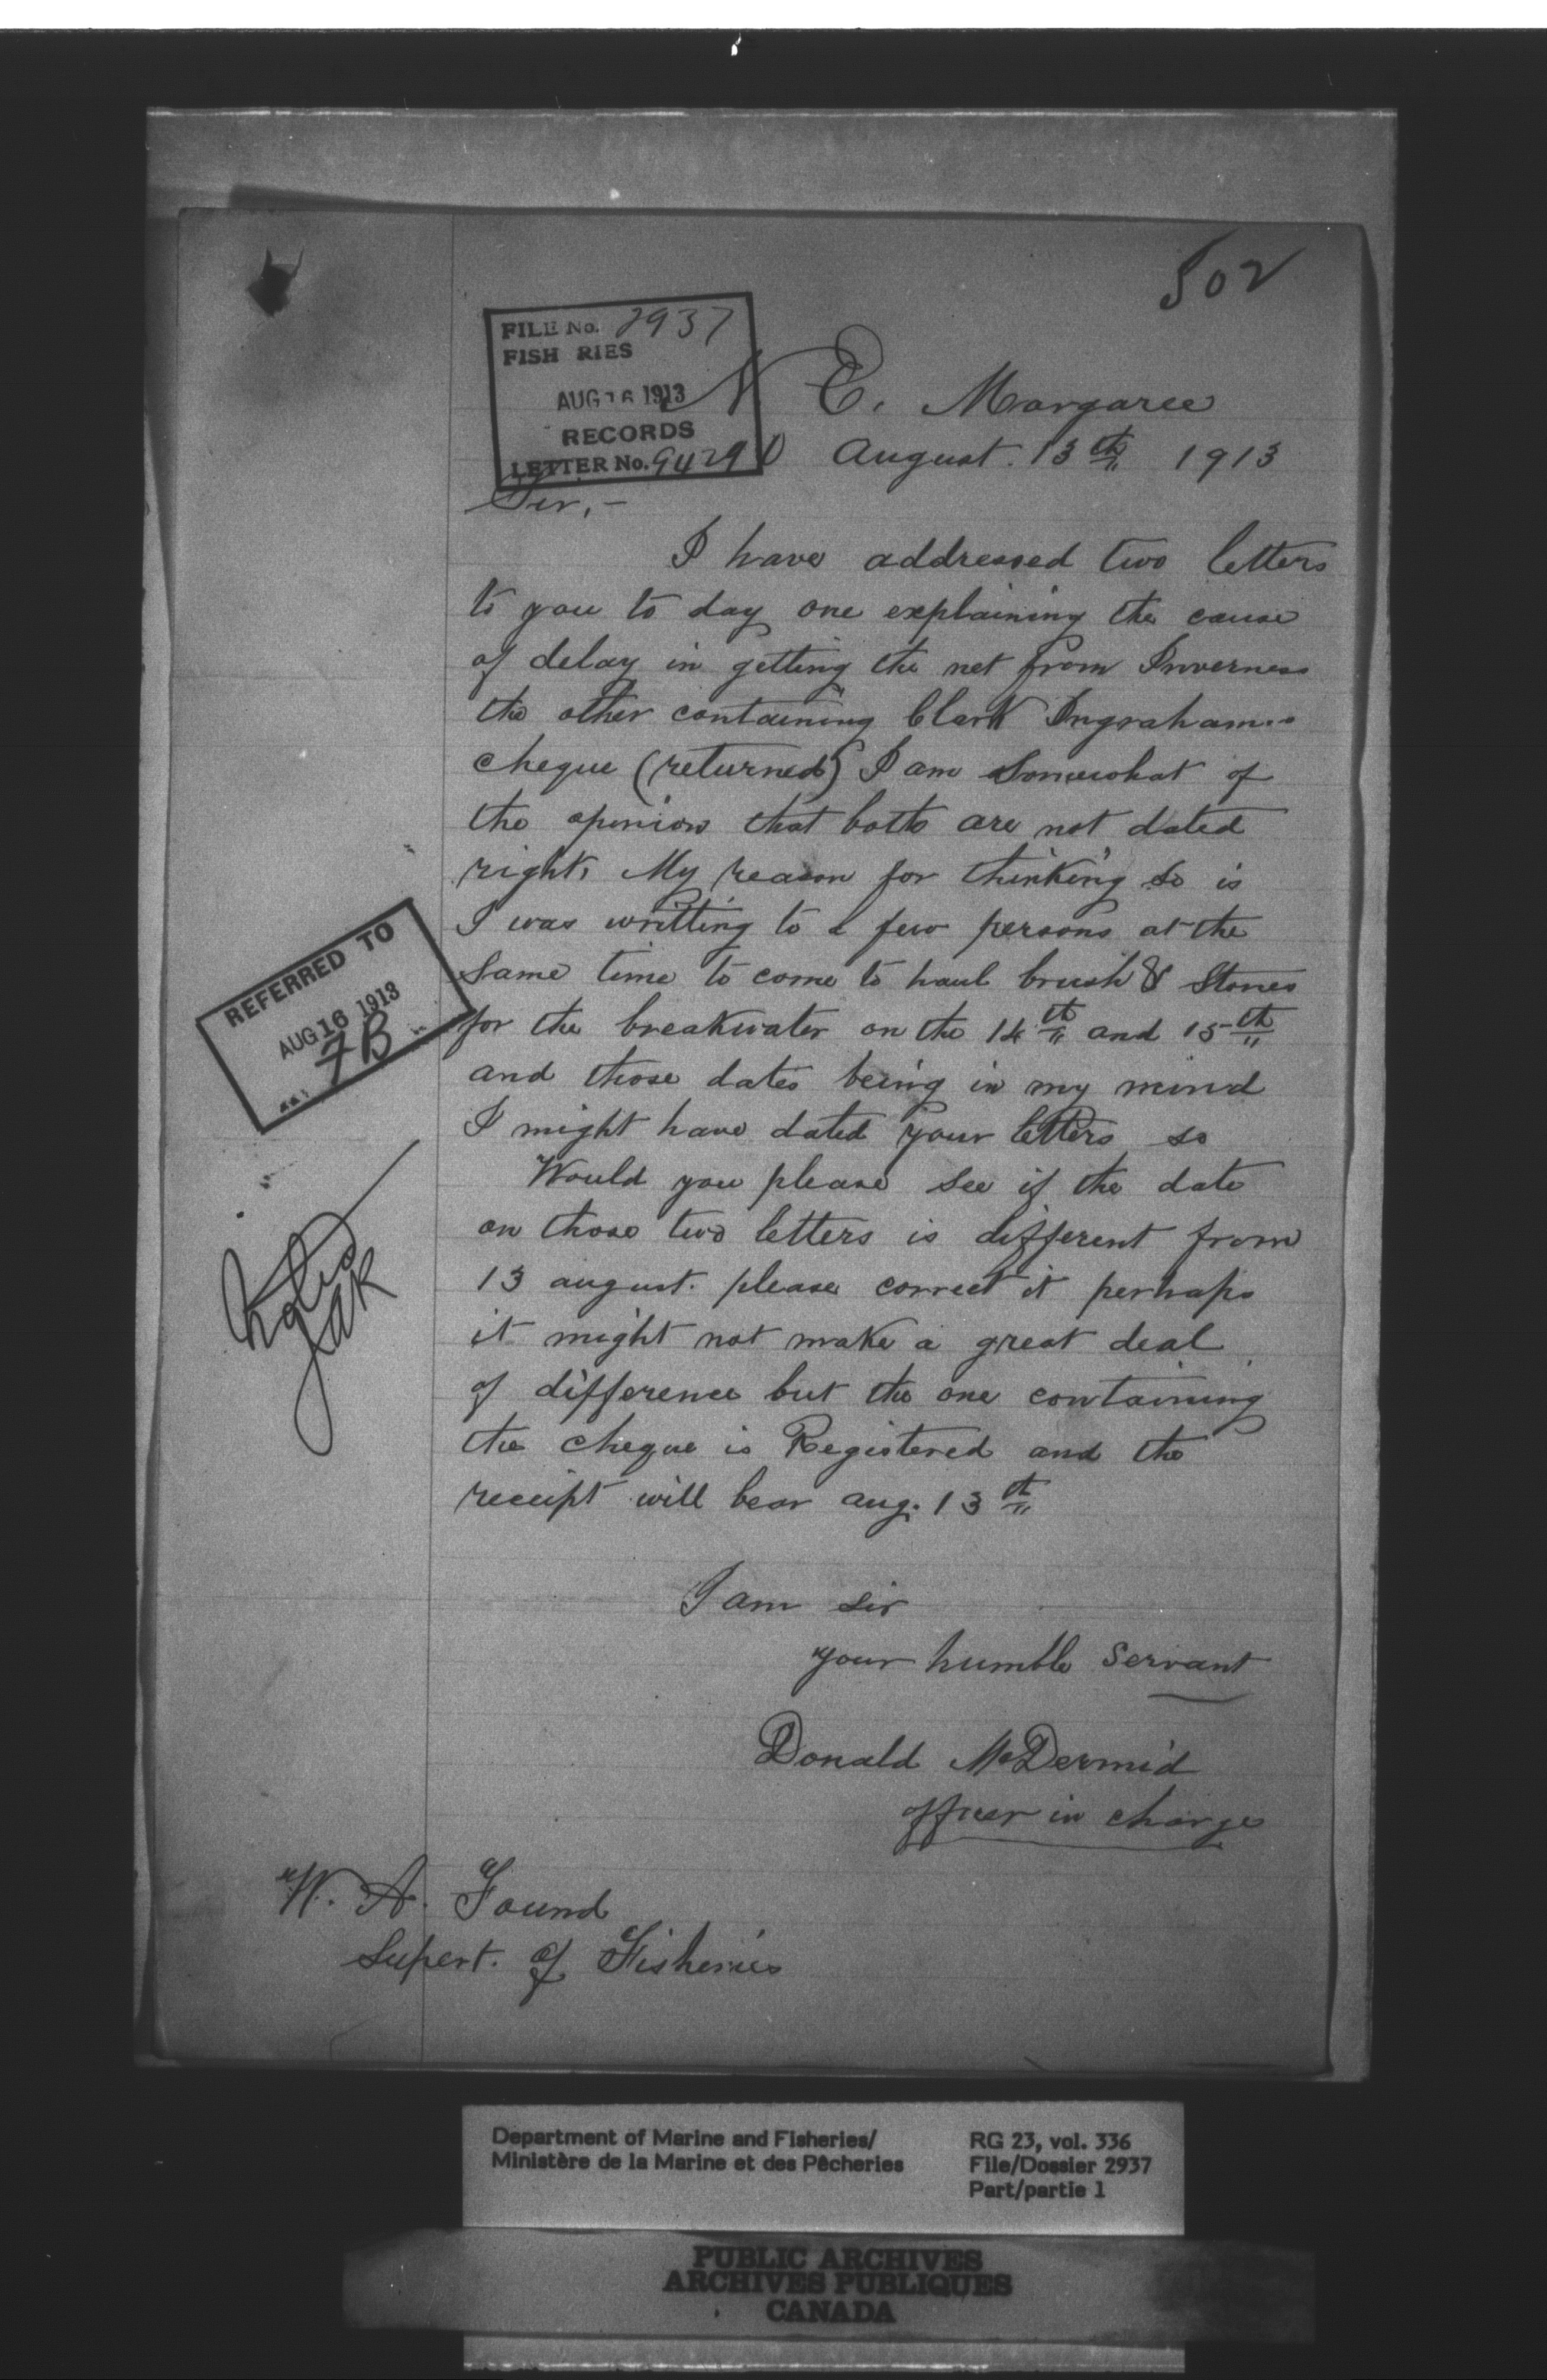 502
FILE No. 2937
FISH RIES
AUG 16 1913
RECORDS
LETTER No. 94290
N E. Margaree
August. 13th 1913
Sir,-
I have addressed two letters
to you to day one explaining the cause
of delay in getting the net from Inverness
the other containing Clark Ingrahams
cheque (returned) I am somewhat of
the opinion that both are not dated
right. My reason for thinking so is
I was writting to a few persons at the
same time to come to haul brush & stones
for the breakwater on the 14th and 15th
and those dates being in my mind
I might have dated your letters so
Would you please see if the date
on those two letters is different from
13 august. please correct it perhaps
it might not make a great deal
of difference but the one containing
the cheque is Registered and the
receipt will bear aug. 13th
I am sir
your humble servant
Donald McDermid
officer in charge
W. A. Found
Supert. of Fisheries
REFERRED TO
AUG 16 1913
7B
Department of Marine and Fisheries/
Ministère de la Marine et des Pêcheries
RG 23, vol. 336
File/Dossier 2937
Part/partie 1
PUBLIC ARCHIVES
ARCHIVES PUBLIQUES
CANADA